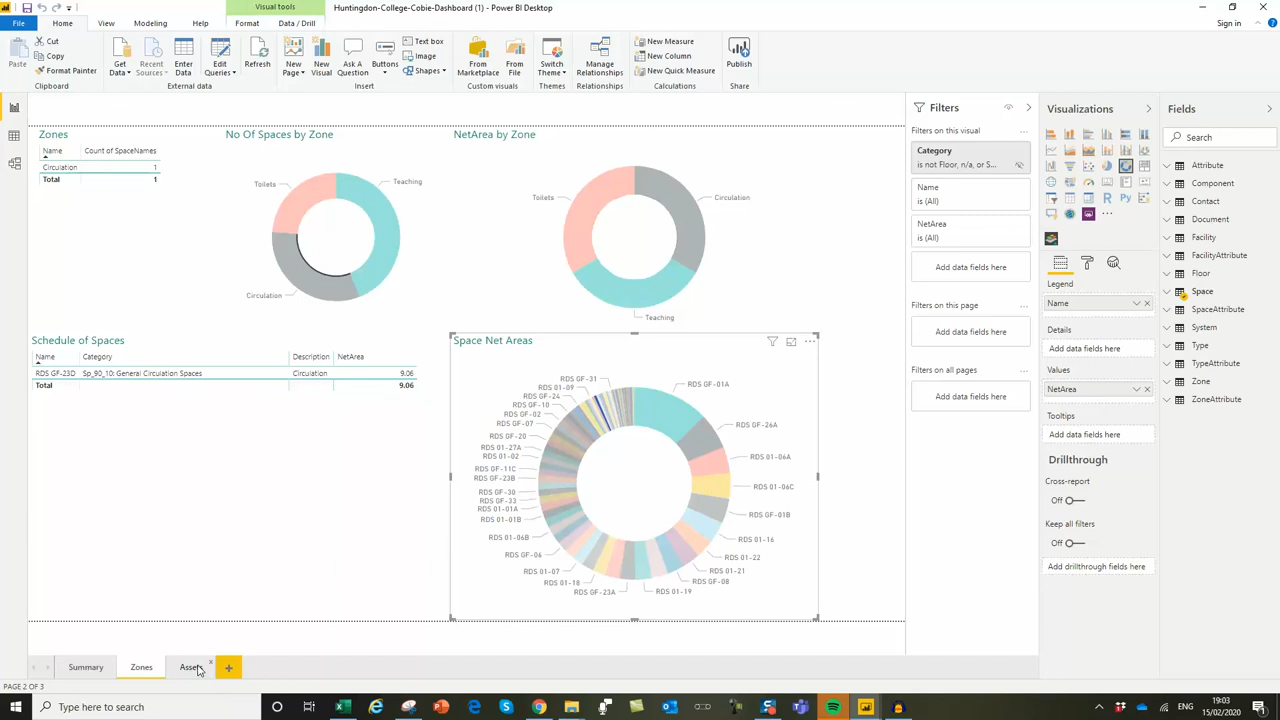 Visual tools
Huntingdon-College-Cobie-Dashboard (1) - Power BI Desktop
Sign in
File
Home
View
Modeling
Help
Format
Data / Drill
Paste
Cut
Copy
Format Painter
Clipboard
Get Data
Recent Sources
Enter Data
Edit Queries
External data
Refresh
New Page
New Visual
Ask A Question
Buttons
Text box
Image
Shapes
Insert
From Marketplace
From File
Custom visuals
Switch Theme
Themes
Manage Relationships
Relationships
New Measure
New Column
New Quick Measure
Calculations
Publish
Share
Zones
Name Count of SpaceNames
Circulation 1
Total 1
No Of Spaces by Zone
Toilets
Teaching
Circulation
NetArea by Zone
Toilets
Circulation
Teaching
Schedule of Spaces
Name Category Description NetArea
RDS GF-23D Sp_90_10: General Circulation Spaces Circulation 9.06
Total 9.06
Space Net Areas
RDS GF-31
RDS 01-09
RDS GF-24
RDS GF-10
RDS GF-02
RDS GF-07
RDS GF-20
RDS 01-27A
RDS 01-02
RDS GF-11C
RDS GF-23B
RDS GF-30
RDS GF-33
RDS 01-01A
RDS 01-01B
RDS 01-06B
RDS GF-06
RDS 01-07
RDS 01-18
RDS GF-23A
RDS GF-01A
RDS GF-26A
RDS 01-06A
RDS 01-06C
RDS GF-01B
RDS 01-16
RDS 01-22
RDS 01-21
RDS GF-08
RDS 01-19
Filters
Filters on this visual
Category
is not Floor, n/a, or S...
Name
is (All)
NetArea
is (All)
Add data fields here
Filters on this page
Add data fields here
Filters on all pages
Add data fields here
Visualizations
R Py
Legend
Name
Details
Add data fields here
Values
NetArea
Tooltips
Add data fields here
Drillthrough
Cross-report
Off
Keep all filters
Off
Add drillthrough fields here
Fields
Search
Attribute
Component
Contact
Document
Facility
FacilityAttribute
Floor
Space
SpaceAttribute
System
Type
TypeAttribute
Zone
ZoneAttribute
Summary
Zones
PAGE 2 OF 3
Type here to search
ENG
19:03
15/02/2020